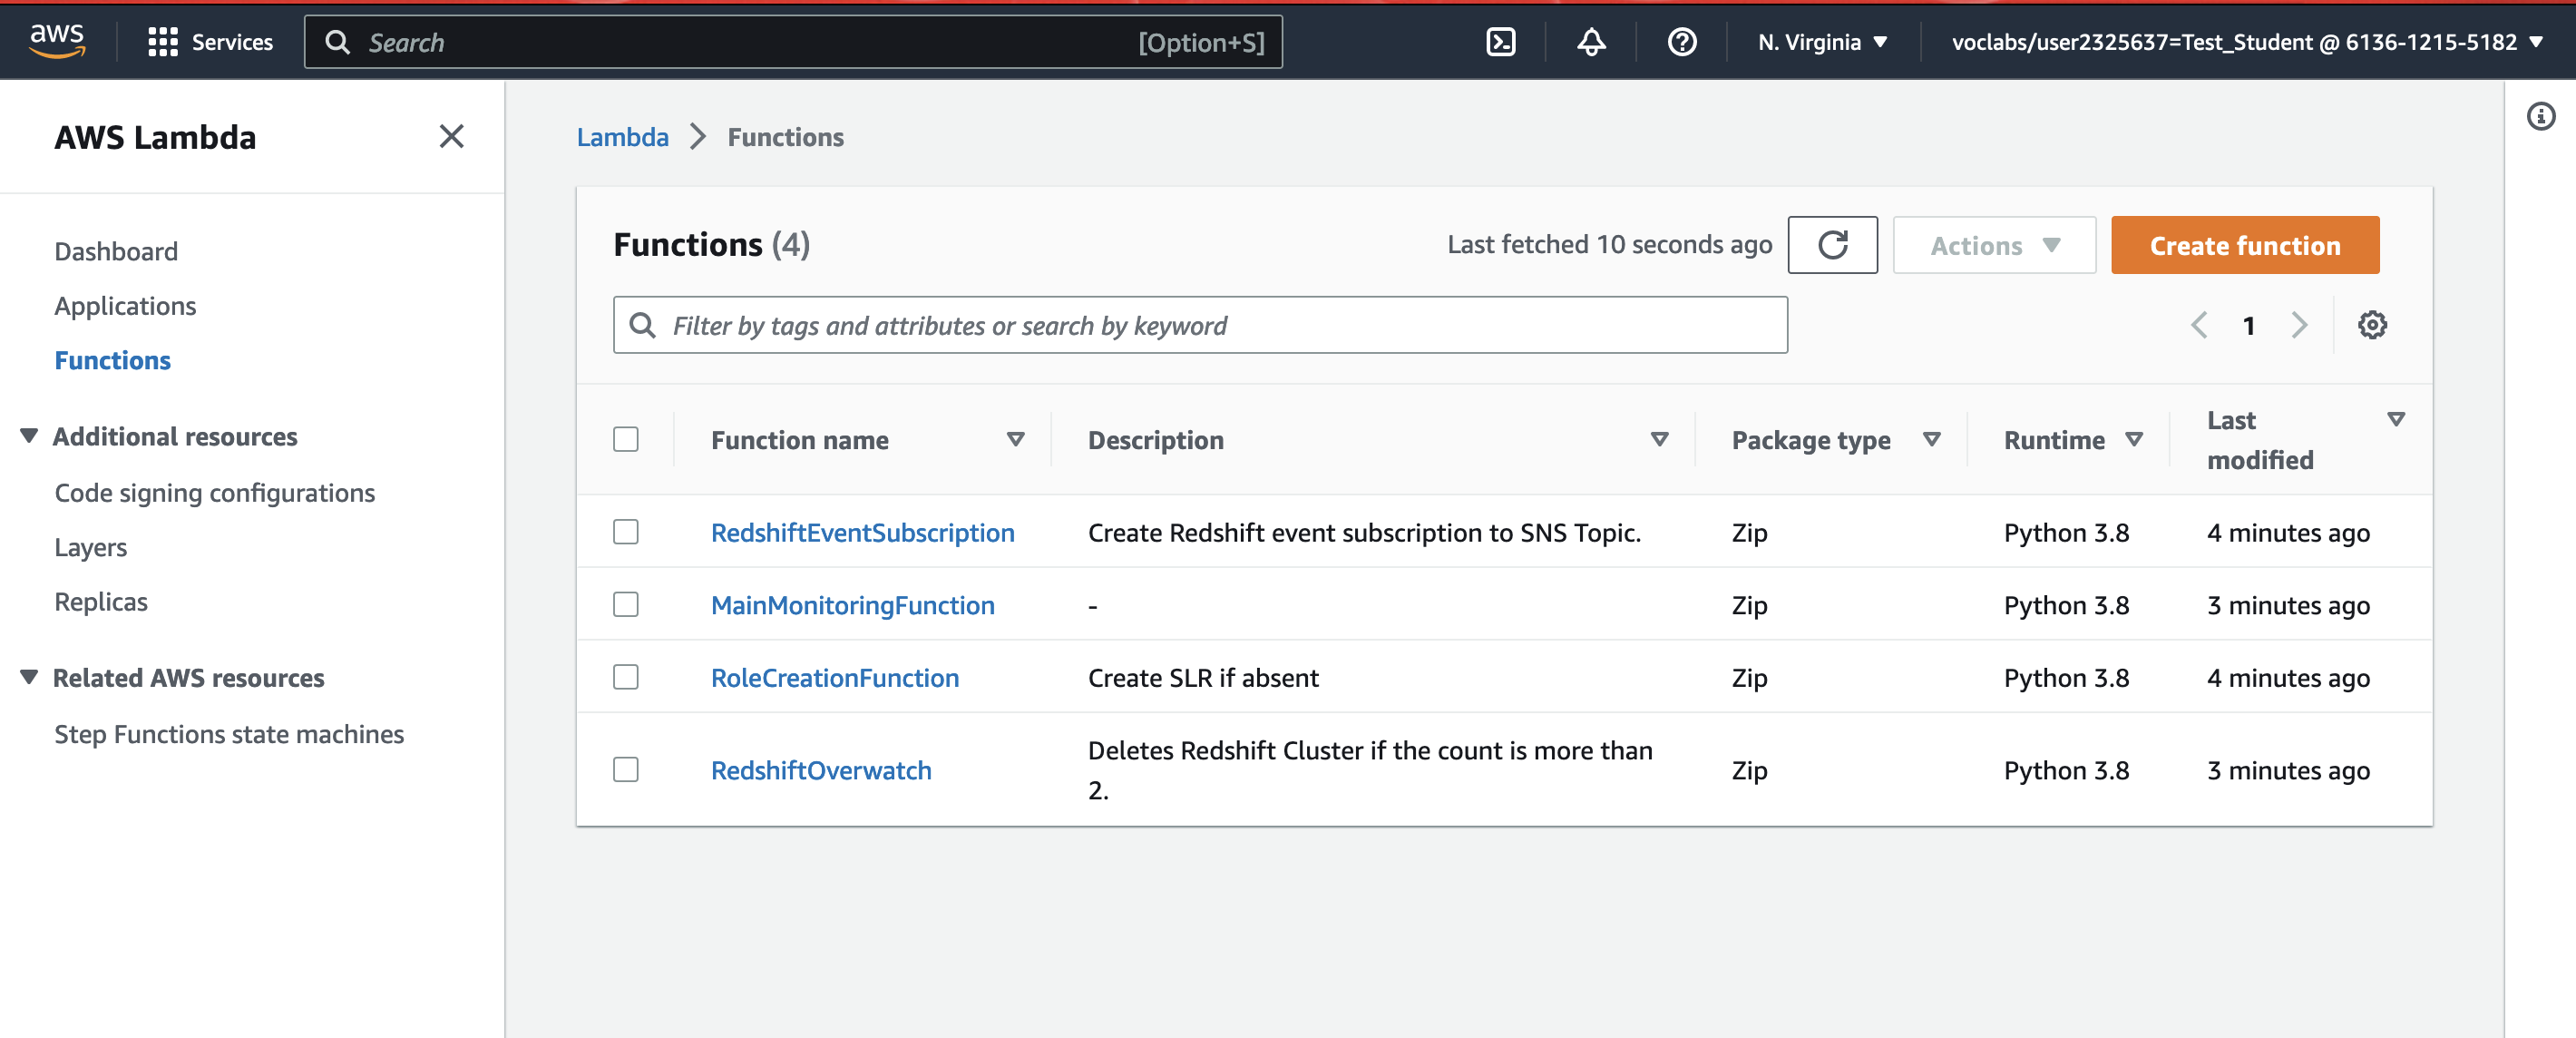 aws
Services
Search [Option+S]
N. Virginia
voclabs/user2325637=Test_Student @ 6136-1215-5182
AWS Lambda
Dashboard
Applications
Functions
Additional resources
Code signing configurations
Layers
Replicas
Related AWS resources
Step Functions state machines
Lambda > Functions
Functions (4)
Last fetched 10 seconds ago
Actions
Create function
Filter by tags and attributes or search by keyword
1
Function name Description Package type Runtime Last
modified
RedshiftEventSubscription Create Redshift event subscription to SNS Topic. Zip Python 3.8 4 minutes ago
MainMonitoringFunction - Zip Python 3.8 3 minutes ago
RoleCreationFunction Create SLR if absent Zip Python 3.8 4 minutes ago
RedshiftOverwatch Deletes Redshift Cluster if the count is more than Zip Python 3.8 3 minutes ago
2.